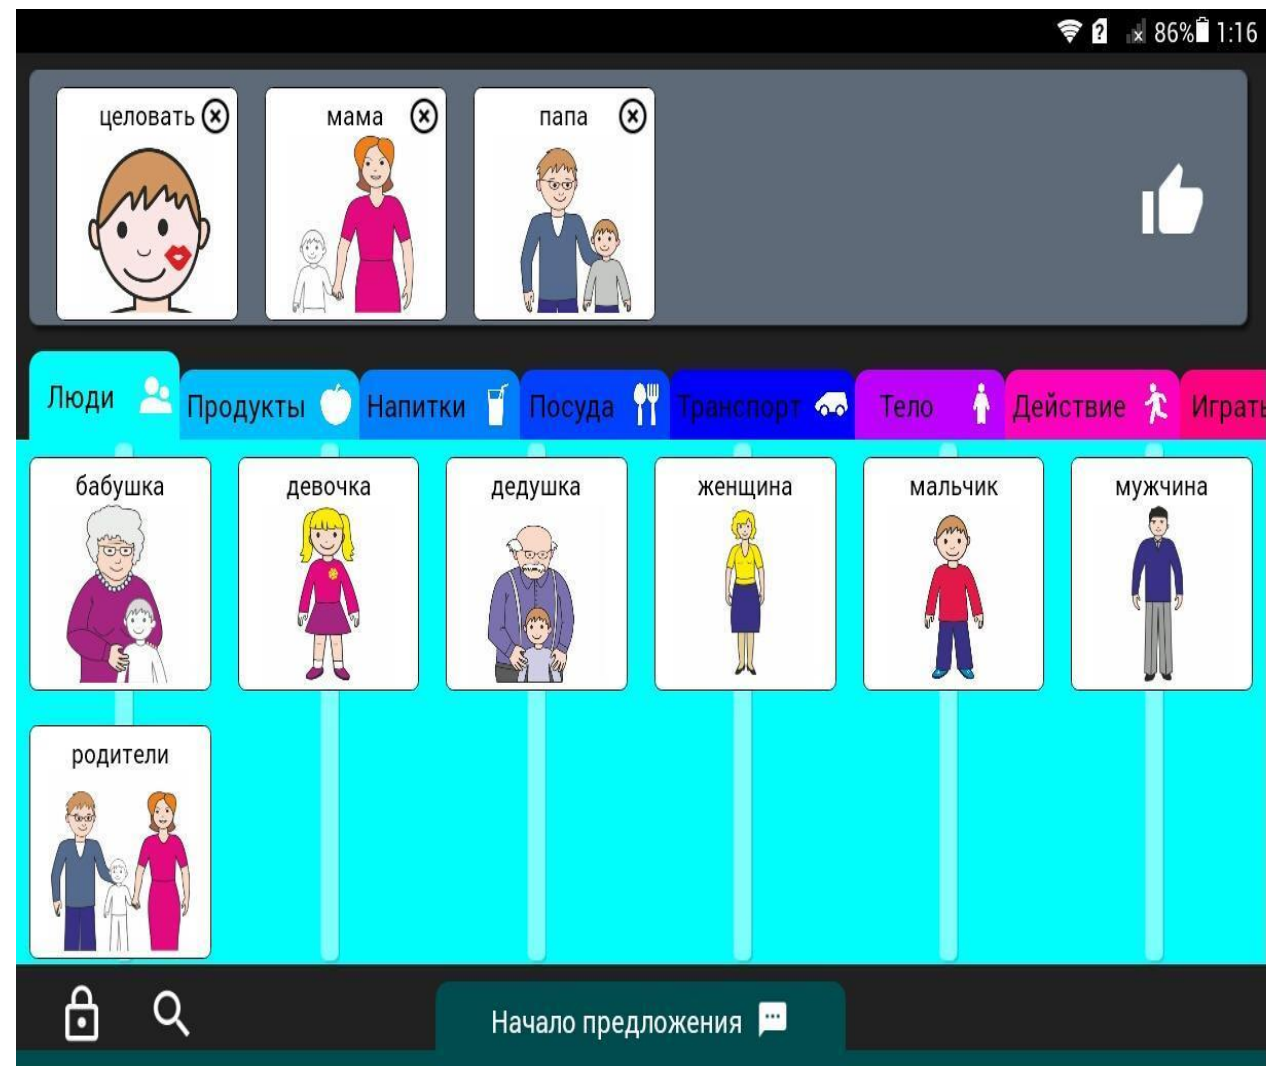 86% 1:16
целовать мама папа
Люди Продукты Напитки Посуда Транспорт Тело Действие Играть
бабушка девочка дедушка женщина мальчик мужчина
родители
Начало предложения